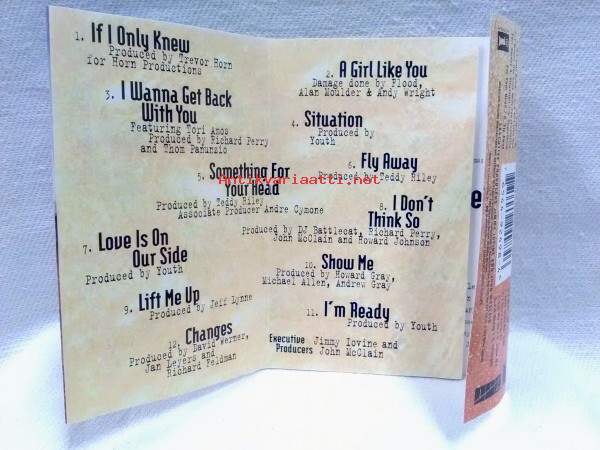 1. If I Only Knew
Produced by Trevor Horn
for Horn Productions
2. A Girl Like You
Damage done by Flood,
Alan Moulder & Andy Wright
3. I Wanna Get Back
With You
Featuring Tori Amos
Produced by Richard Perry
and Thom Panunzio
4. Situation
Produced by
Youth
5. Something For
Your Head
Produced by Teddy Riley
Associate Producer Andre Cymone
6. Fly Away
Produced by Teddy Riley
7. Love Is On
Our Side
Produced by Youth
8. I Don't
Think So
Produced by DJ Battlecat, Richard Perry,
John McClain and Howard Johnson
9. Lift Me Up
Produced by Jeff Lynne
10. Show Me
Produced by Howard Gray,
Michael Allen, Andrew Gray
11. I'm Ready
Produced by Youth
12. Changes
Produced by David Werner,
Jan Leyers and
Richard Feldman
Executive Producers
Jimmy Iovine and
John McClain
Antikvariaatti.net